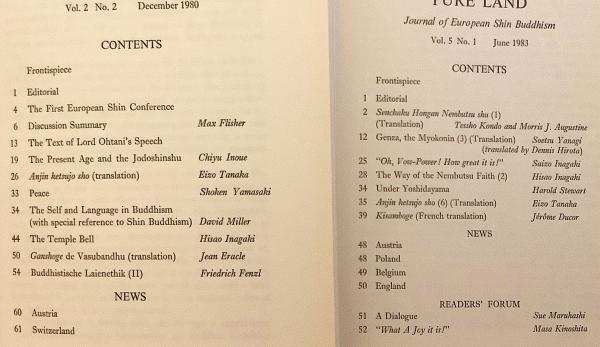 Vol. 2 No. 2 December 1980
CONTENTS
Frontispiece
1 Editorial
4 The First European Shin Conference
6 Discussion Summary Max Flisher
13 The Text of Lord Ohtani's Speech
19 The Present Age and the Jodoshinshu Chiyu Inoue
26 Anjin ketsujo sho (translation) Eizo Tanaka
33 Peace Shoken Yamasaki
34 The Self and Language in Buddhism
(with special reference to Shin Buddhism) David Miller
44 The Temple Bell Hisao Inagaki
50 Ganshoge de Vasubandhu (translation) Jean Eracle
54 Buddhistische Laienethik (II) Friedrich Fenzl
NEWS
60 Austria
61 Switzerland
PURE LAND
Journal of European Shin Buddhism
Vol. 5 No. 1 June 1983
CONTENTS
Frontispiece
1 Editorial
2 Senchaku Hongan Nembutsu shu (1)
(Translation) Tessho Kondo and Morris J. Augustine
12 Genza, the Myokonin (3) (Translation) Soetsu Yanagi
(translated by Dennis Hirota)
25 "Oh, Vow-Power! How great it is!" Saizo Inagaki
28 The Way of the Nembutsu Faith (2) Hisao Inagaki
34 Under Yoshidayama Harold Stewart
35 Anjin ketsujo sho (6) (Translation) Eizo Tanaka
39 Kisamboge (French translation) Jérôme Ducor
NEWS
48 Austria
48 Poland
49 Belgium
50 England
READERS' FORUM
51 A Dialogue Sue Maruhashi
52 "What A Joy it is!" Masa Kinoshita